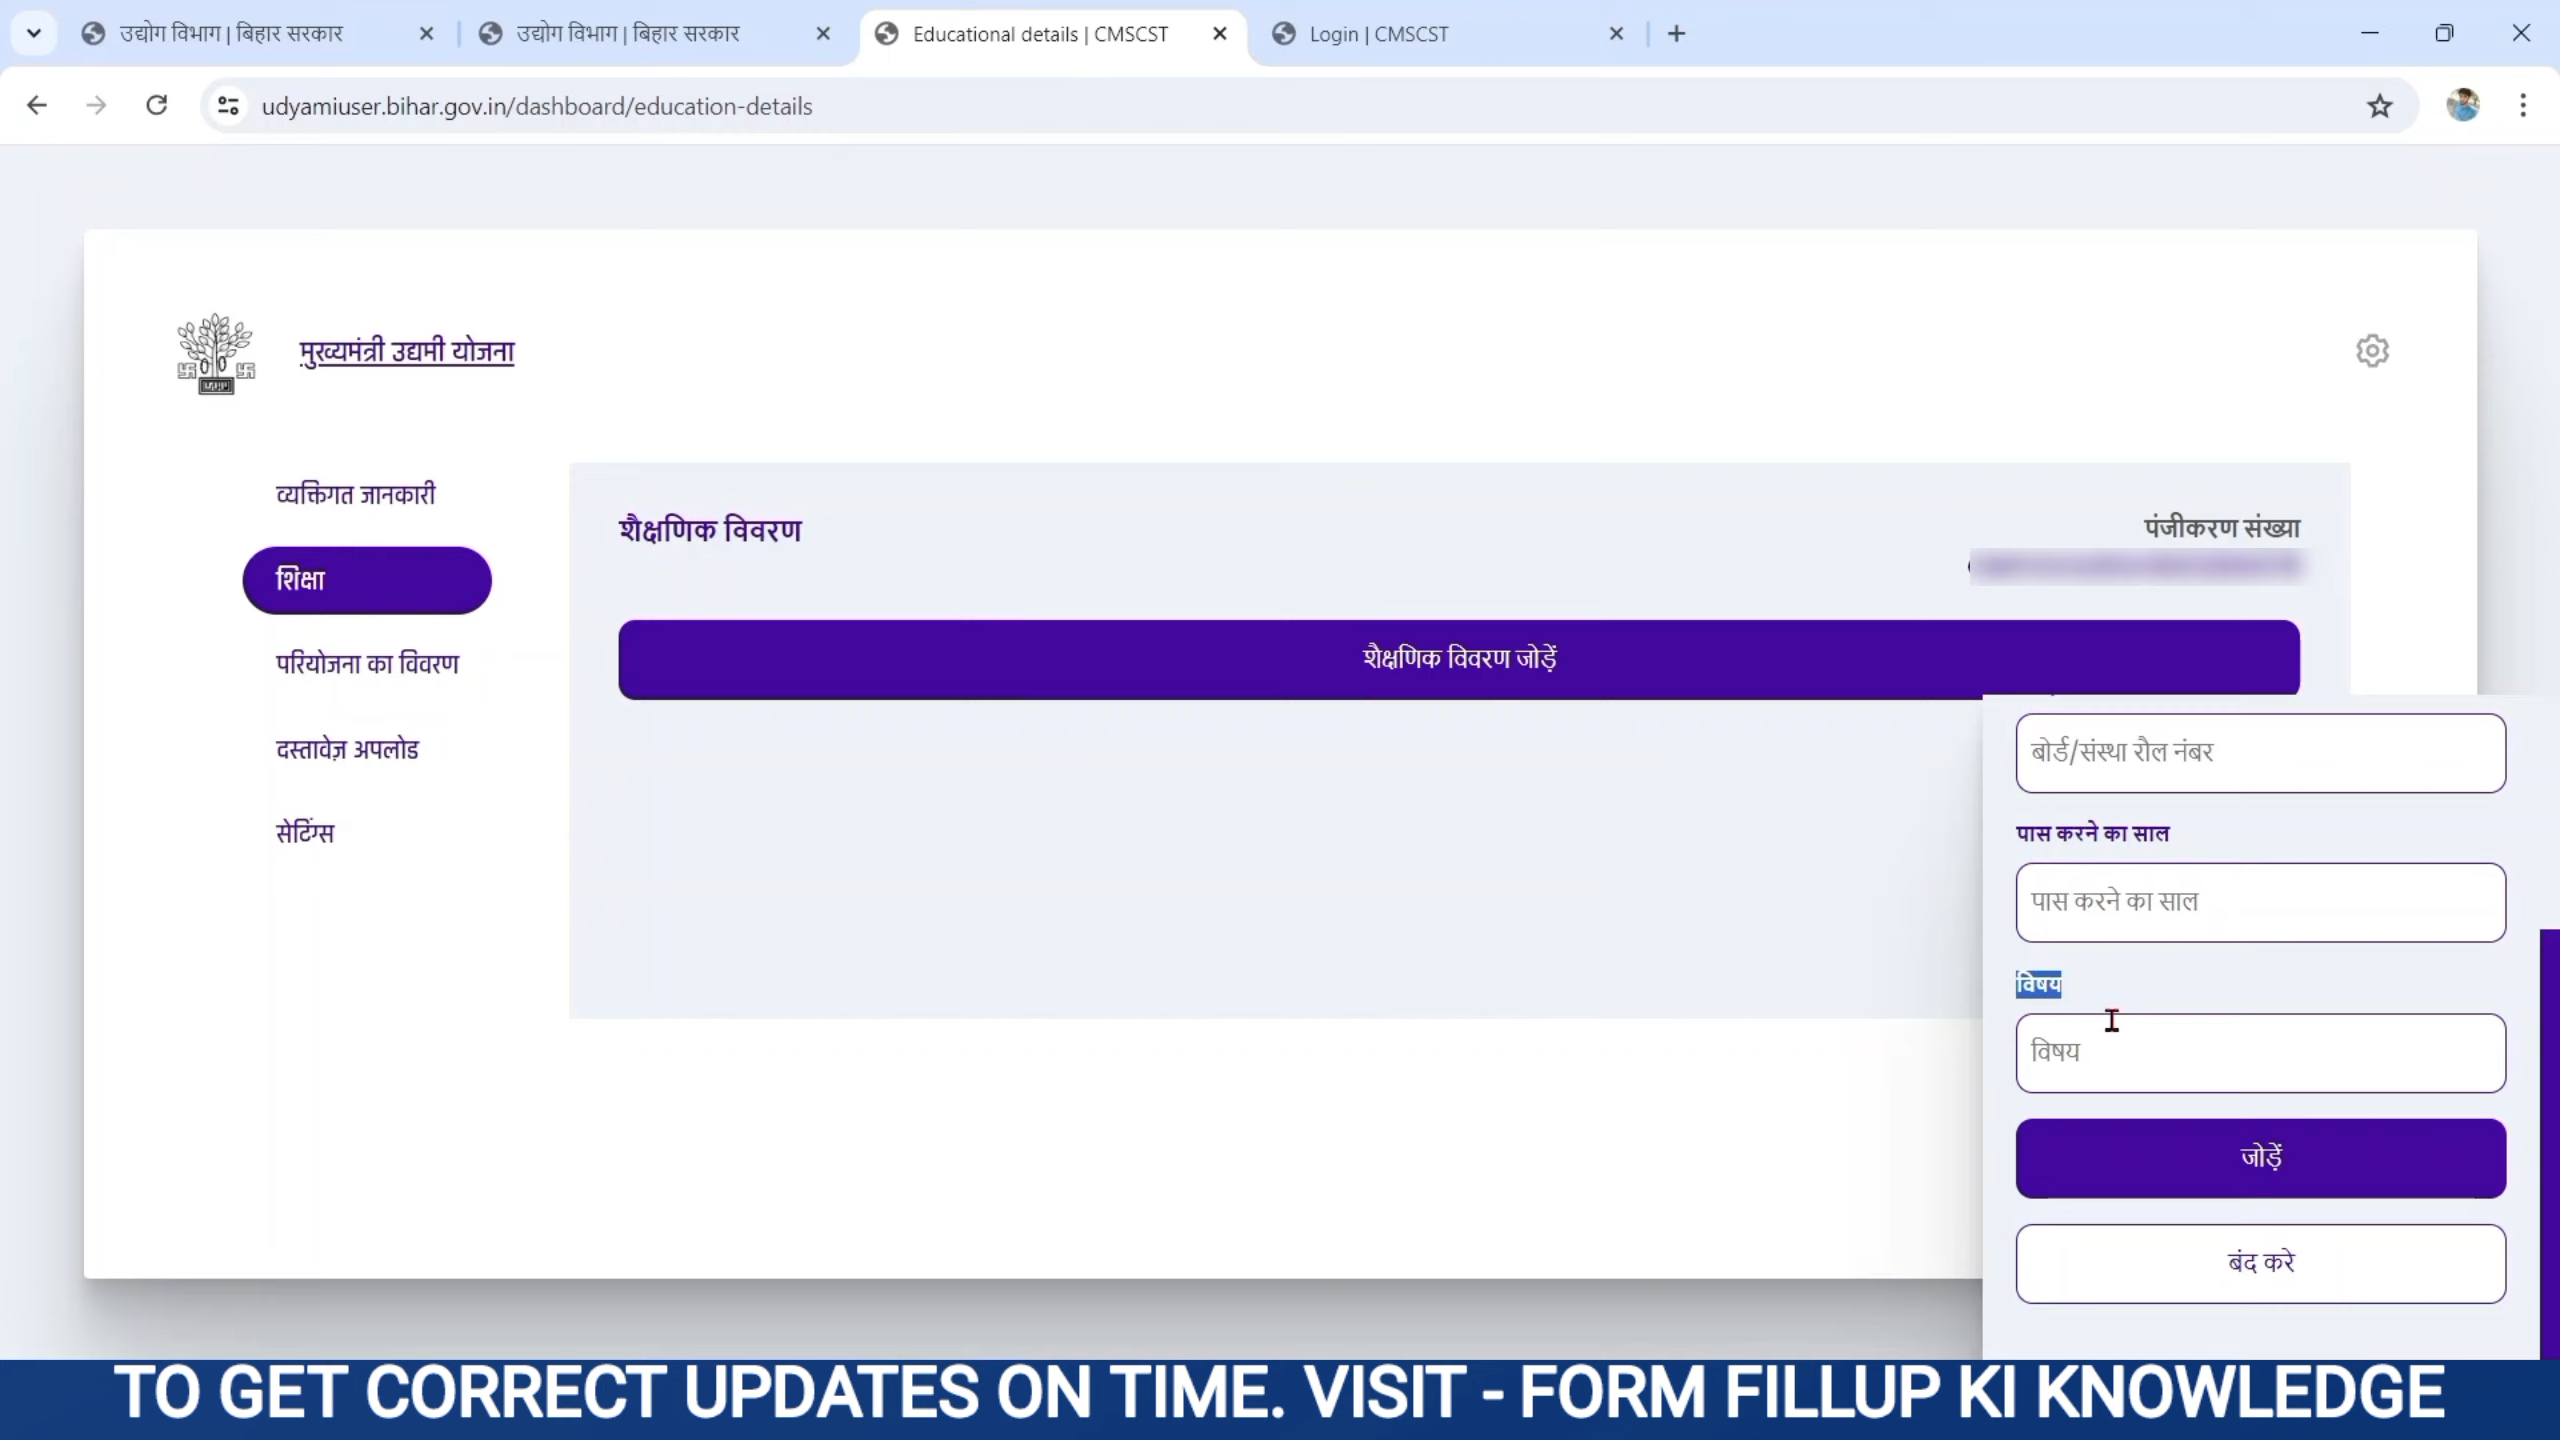 उद्योग विभाग | बिहार सरकार
उद्योग विभाग | बिहार सरकार
Educational details | CMSCST
Login | CMSCST
udyamiuser.bihar.gov.in/dashboard/education-details
मुख्यमंत्री उद्यमी योजना
व्यक्तिगत जानकारी
शिक्षा
परियोजना का विवरण
दस्तावेज़ अपलोड
सेटिंग्स
शैक्षणिक विवरण
पंजीकरण संख्या
शैक्षणिक विवरण जोड़ें
बोर्ड/संस्था रौल नंबर
पास करने का साल
पास करने का साल
विषय
विषय
जोड़ें
बंद करे
TO GET CORRECT UPDATES ON TIME. VISIT - FORM FILLUP KI KNOWLEDGE